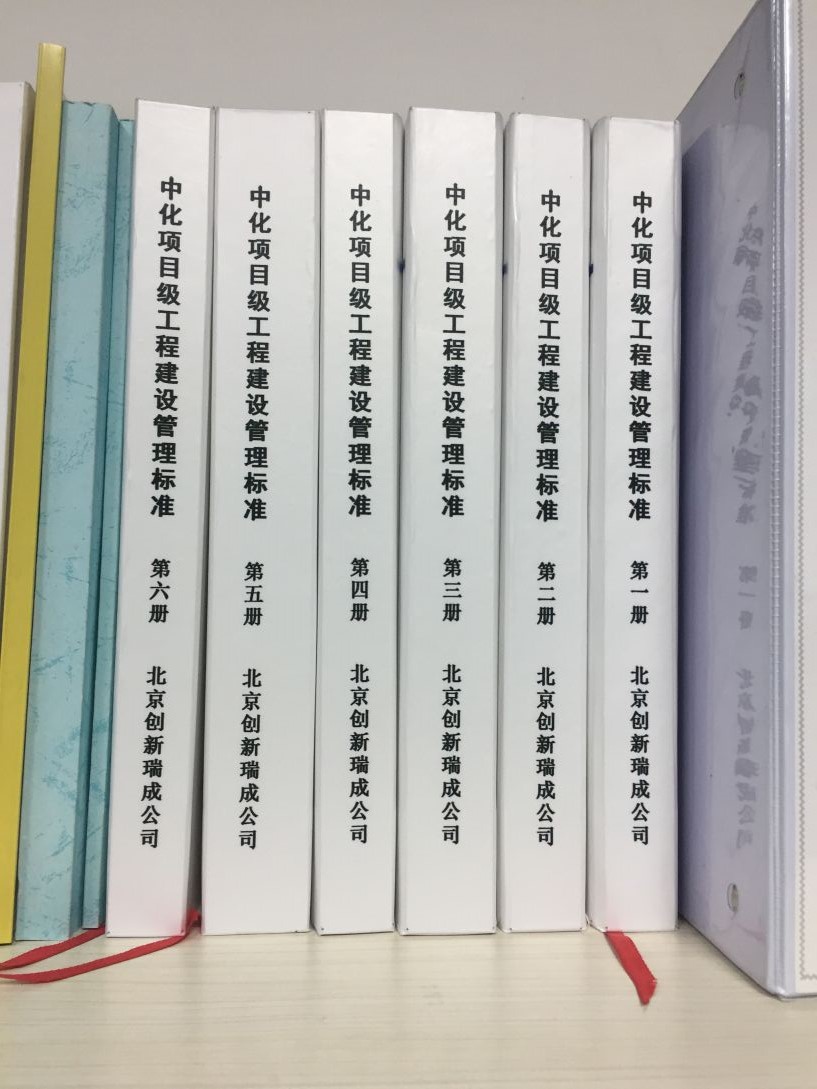 中化项目级工程建设管理标准 第六册 北京创新瑞成公司
中化项目级工程建设管理标准 第五册 北京创新瑞成公司
中化项目级工程建设管理标准 第四册 北京创新瑞成公司
中化项目级工程建设管理标准 第三册 北京创新瑞成公司
中化项目级工程建设管理标准 第二册 北京创新瑞成公司
中化项目级工程建设管理标准 第一册 北京创新瑞成公司